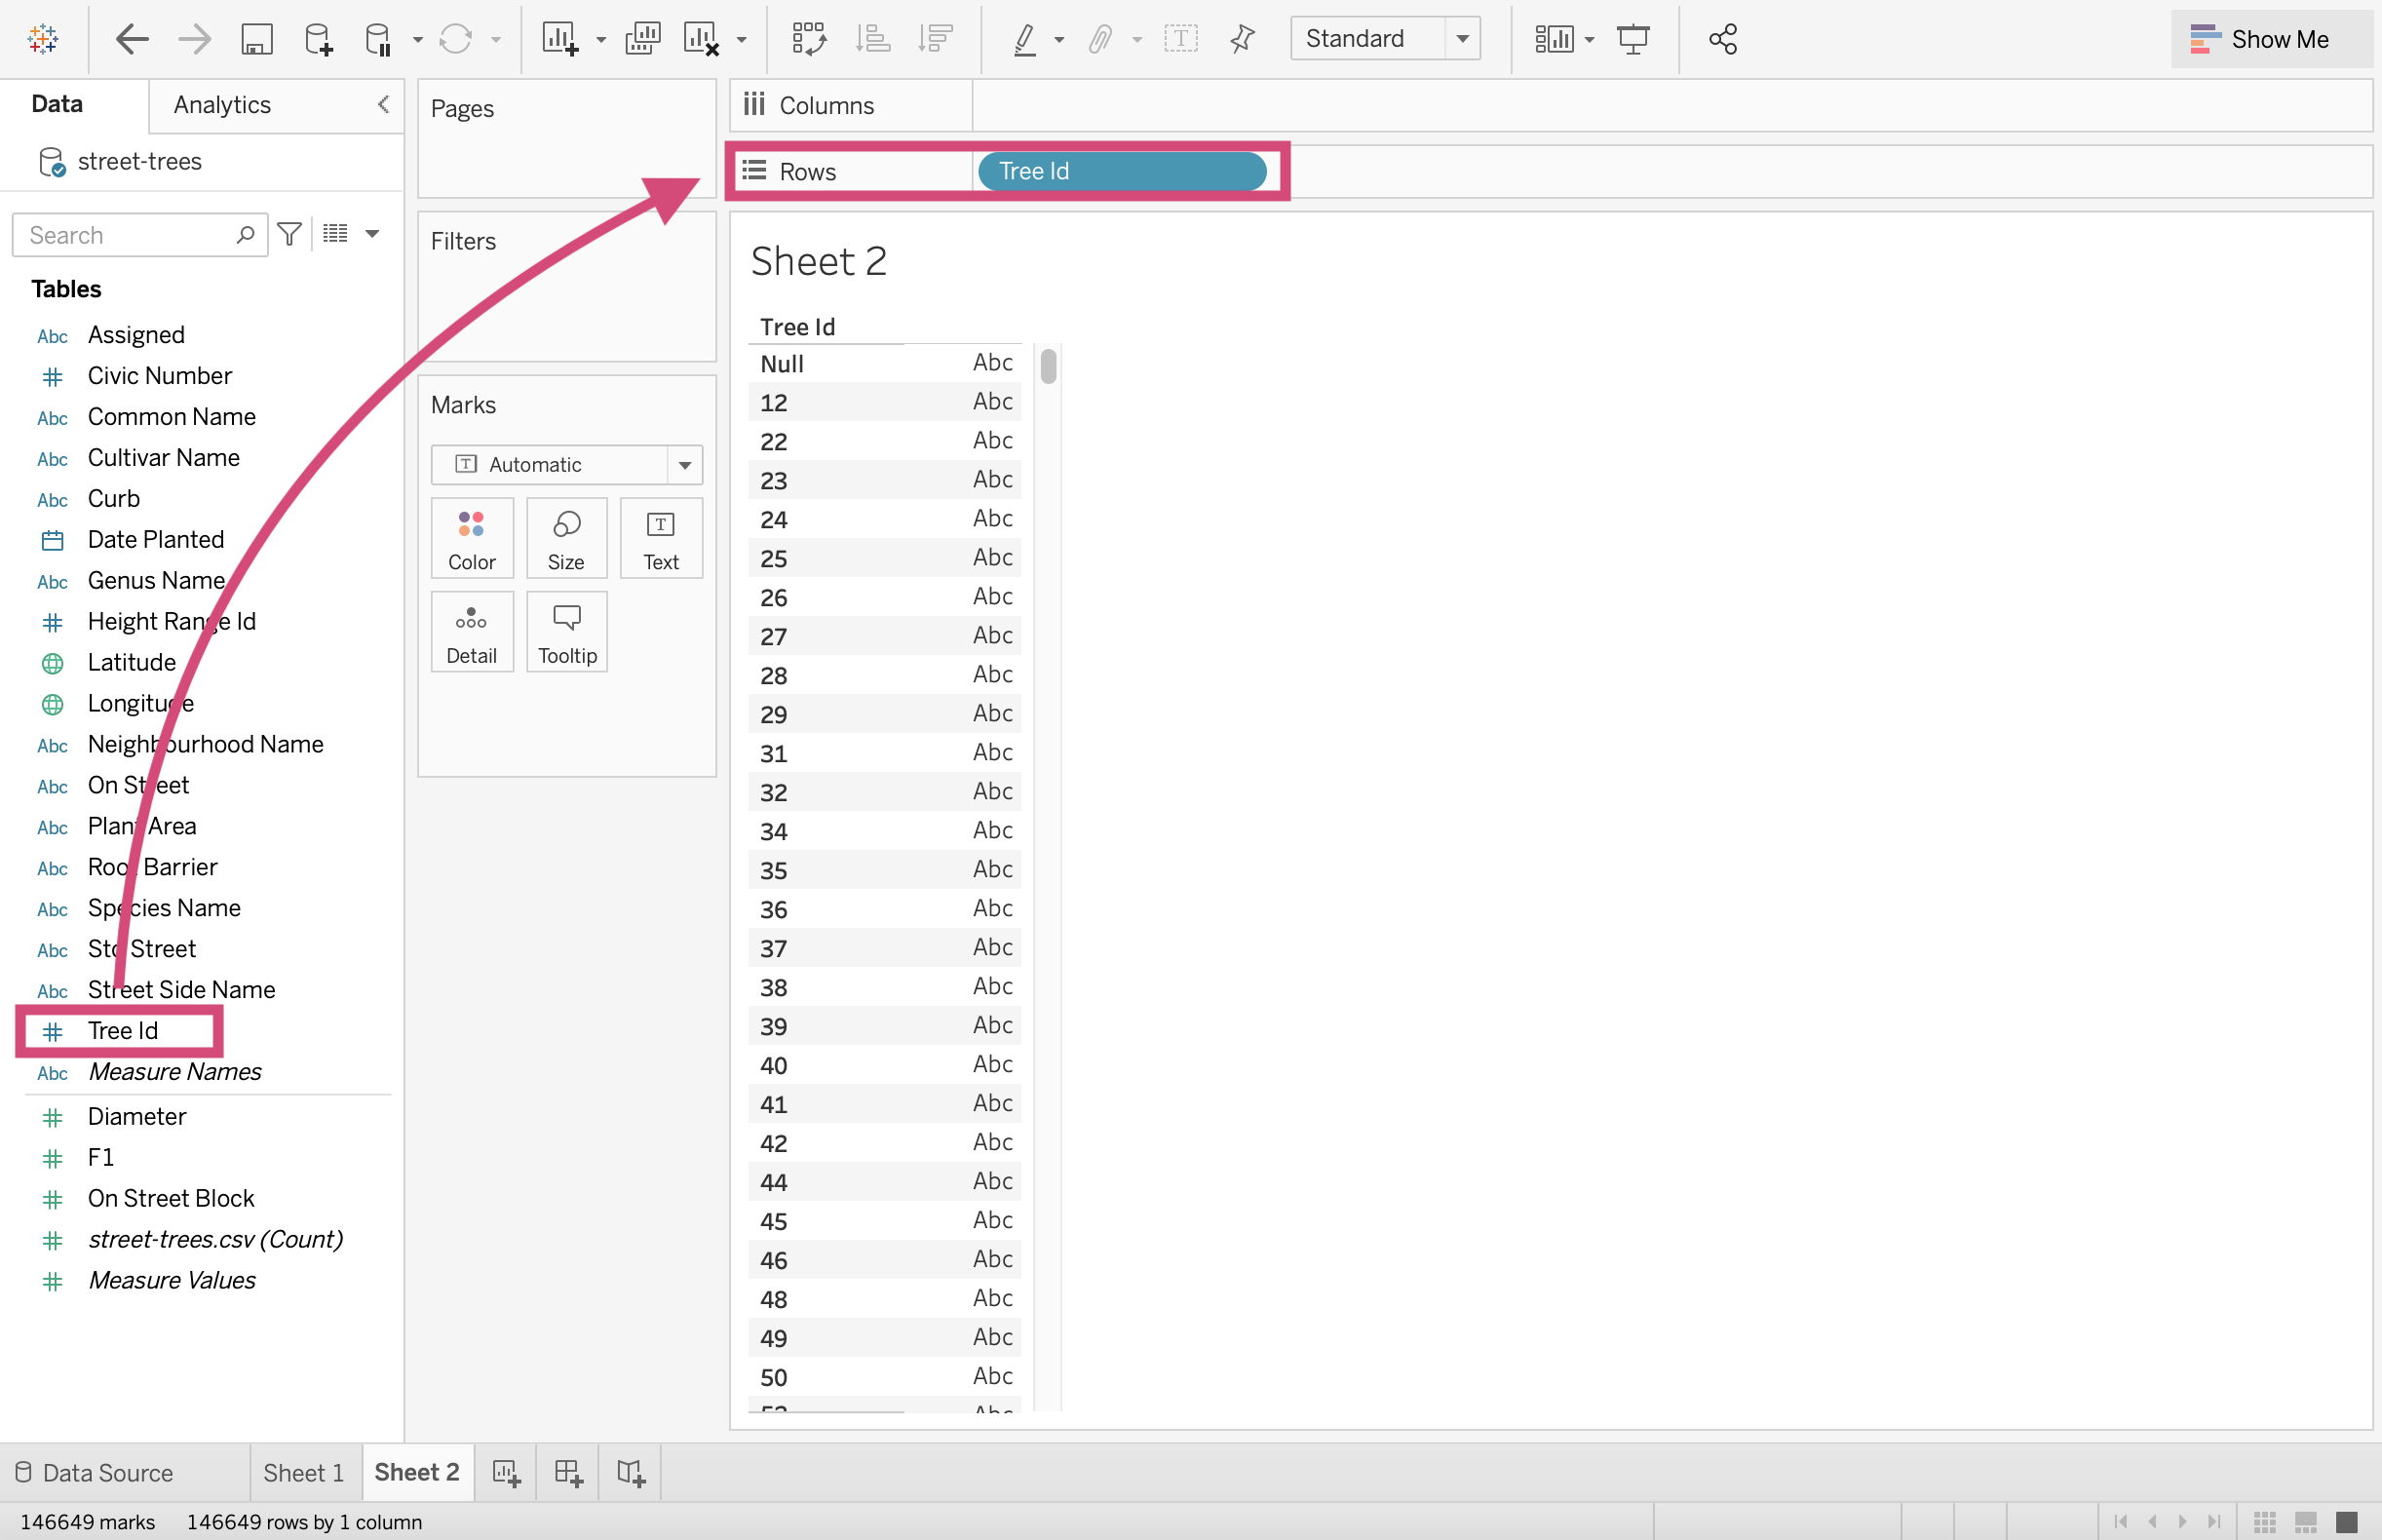 Standard
Show Me
Data
Analytics
street-trees
Search
Tables
Abc Assigned
Civic Number
Abc Common Name
Abc Cultivar Name
Abc Curb
Date Planted
Abc Genus Name
Height Range Id
Latitude
Longitude
Abc Neighbourhood Name
Abc On Street
Abc Plant Area
Abc Root Barrier
Abc Species Name
Abc Std Street
Abc Street Side Name
Tree Id
Abc Measure Names
Diameter
F1
On Street Block
street-trees.csv (Count)
Measure Values
Pages
Filters
Marks
T Automatic
Color Size T Text
Detail Tooltip
Columns
Rows Tree Id
Sheet 2
Tree Id
Null Abc
12 Abc
22 Abc
23 Abc
24 Abc
25 Abc
26 Abc
27 Abc
28 Abc
29 Abc
31 Abc
32 Abc
34 Abc
35 Abc
36 Abc
37 Abc
38 Abc
39 Abc
40 Abc
41 Abc
42 Abc
44 Abc
45 Abc
46 Abc
48 Abc
49 Abc
50 Abc
Data Source Sheet 1 Sheet 2
146649 marks 146649 rows by 1 column